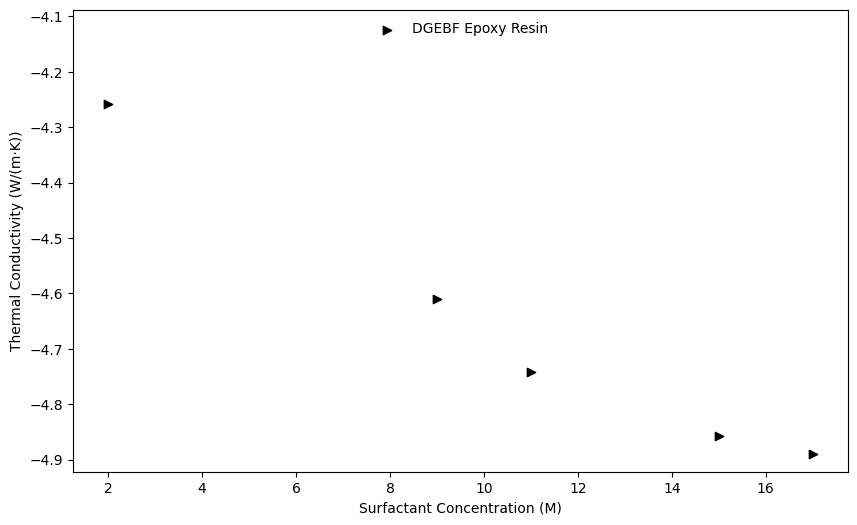 DGEBF Epoxy Resin
Thermal Conductivity (W/(m·K))
−4.1
−4.2
−4.3
−4.4
−4.5
−4.6
−4.7
−4.8
−4.9
2 4 6 8 10 12 14 16
Surfactant Concentration (M)